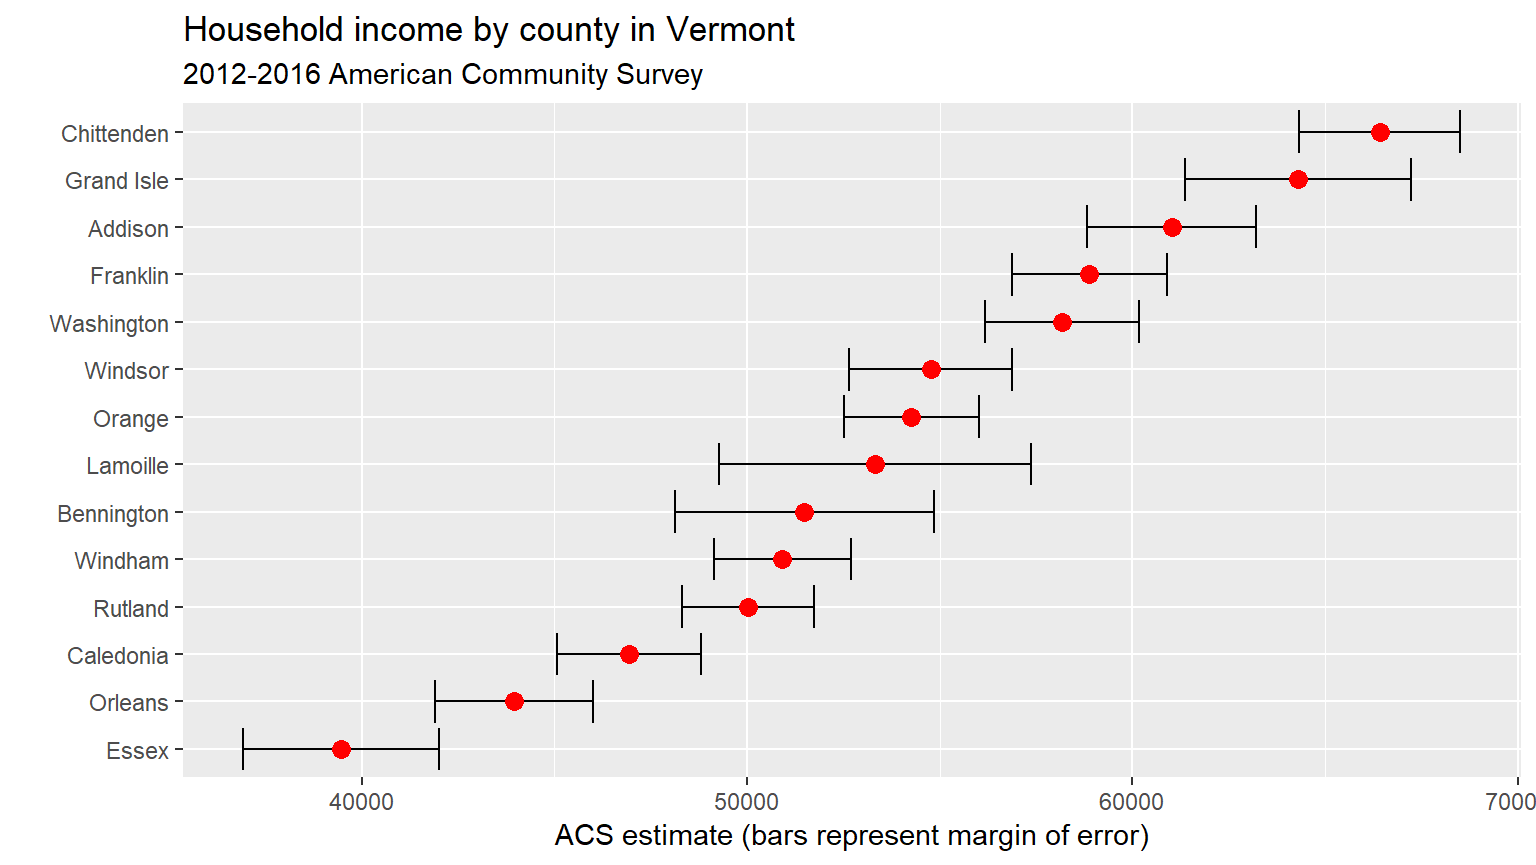 Household income by county in Vermont
2012-2016 American Community Survey
Chittenden
Grand Isle
Addison
Franklin
Washington
Windsor
Orange
Lamoille
Bennington
Windham
Rutland
Caledonia
Orleans
Essex
40000 50000 60000 7000
ACS estimate (bars represent margin of error)